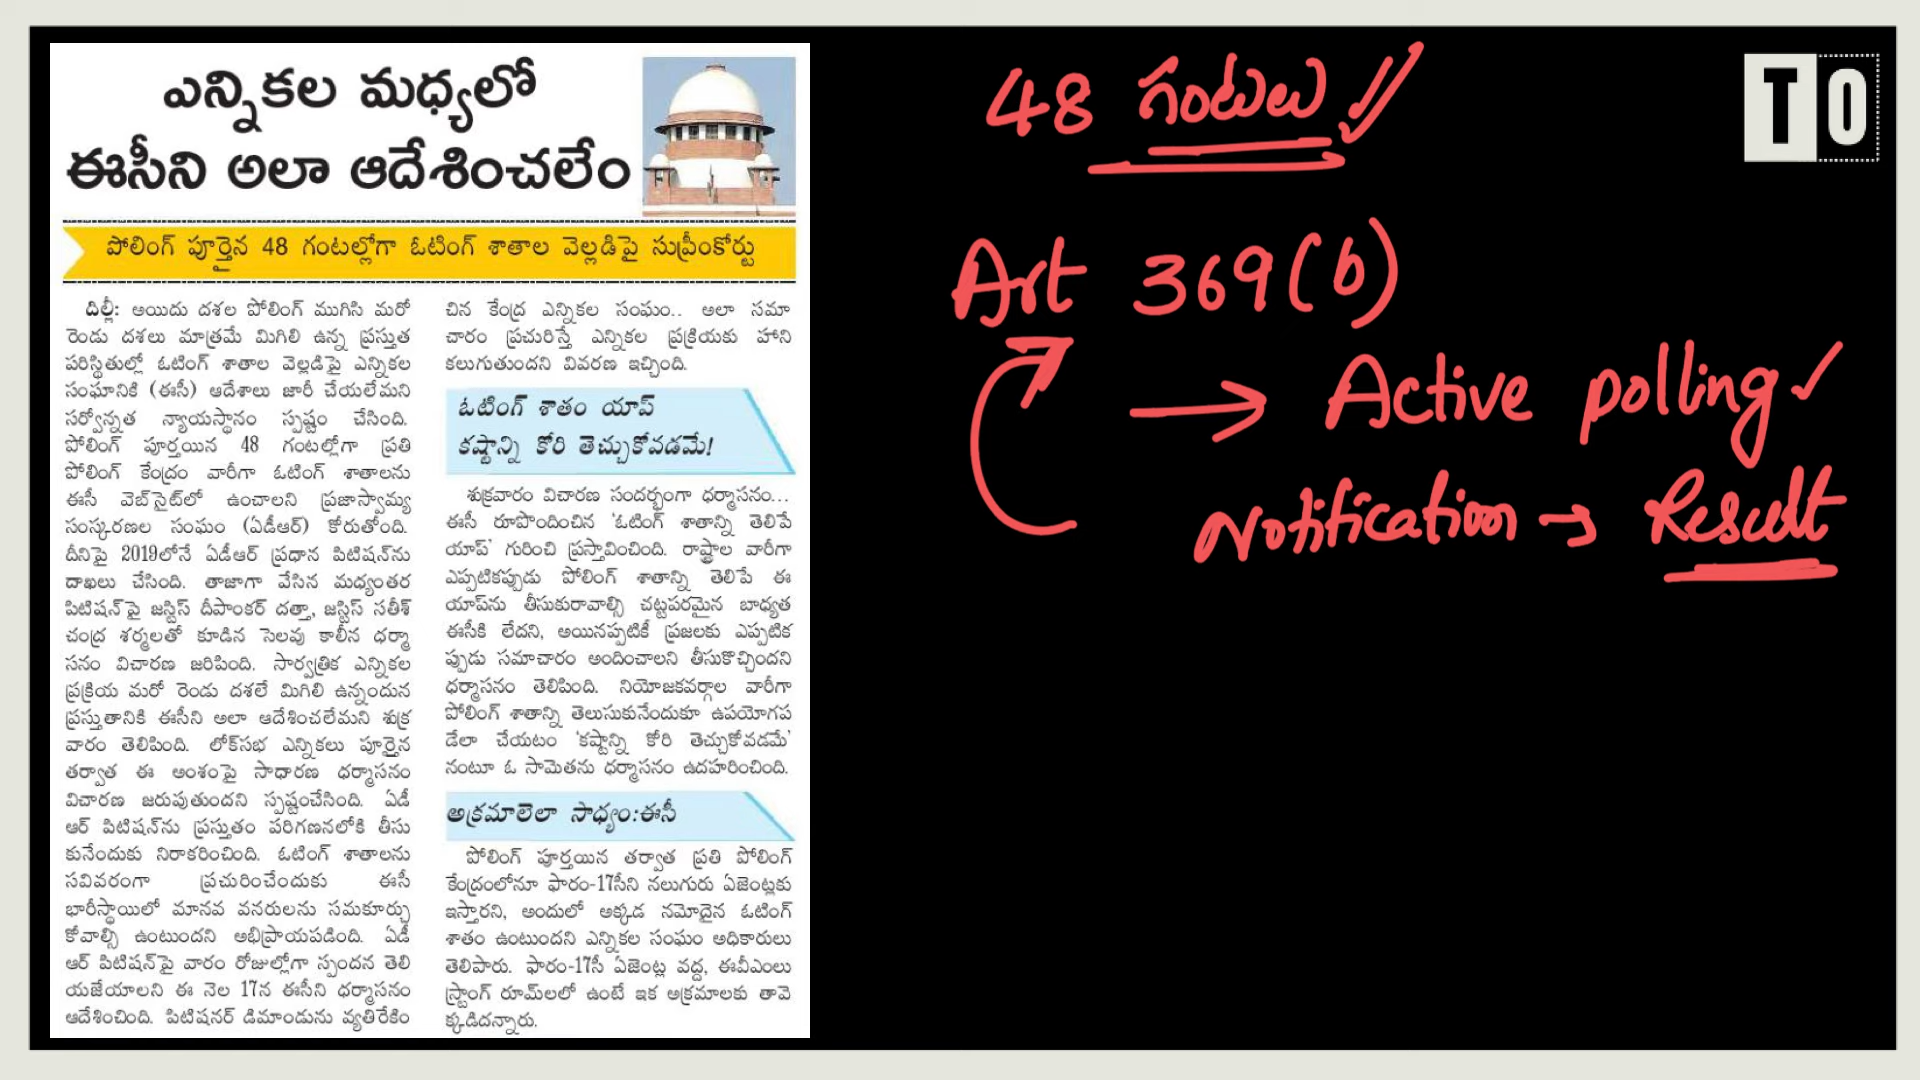 ఎన్నికల మధ్యలో
ఈసీని అలా ఆదేశించలేం
పోలింగ్ పూర్తైన 48 గంటల్లోగా ఓటింగ్ శాతాల వెల్లడిపై సుప్రీంకోర్టు
దిల్లీ: అయిదు దశల పోలింగ్ ముగిసి మరో
రెండు దశలు మాత్రమే మిగిలి ఉన్న ప్రస్తుత
పరిస్థితుల్లో ఓటింగ్ శాతాల వెల్లడిపై ఎన్నికల
సంఘానికి (ఈసీ) ఆదేశాలు జారీ చేయలేమని
సర్వోన్నత న్యాయస్థానం స్పష్టం చేసింది.
పోలింగ్ పూర్తయిన 48 గంటల్లోగా ప్రతి
పోలింగ్ కేంద్రం వారీగా ఓటింగ్ శాతాలను
ఈసీ వెబ్‌సైట్‌లో ఉంచాలని ప్రజాస్వామ్య
సంస్కరణల సంఘం (ఏడీఆర్) కోరుతోంది.
దీనిపై 2019లోనే ఏడీఆర్ ప్రధాన పిటిషన్‌ను
దాఖలు చేసింది. తాజాగా వేసిన మధ్యంతర
పిటిషన్‌పై జస్టిస్ దీపాంకర్ దత్తా, జస్టిస్ సతీశ్
చంద్ర శర్మలతో కూడిన సెలవు కాలీన ధర్మా
సనం విచారణ జరిపింది. సార్వత్రిక ఎన్నికల
ప్రక్రియ మరో రెండు దశలే మిగిలి ఉన్నందున
ప్రస్తుతానికి ఈసీని అలా ఆదేశించలేమని శుక్ర
వారం తెలిపింది. లోక్‌సభ ఎన్నికలు పూర్తైన
తర్వాత ఈ అంశంపై సాధారణ ధర్మాసనం
విచారణ జరుపుతుందని స్పష్టంచేసింది. ఏడీ
ఆర్ పిటిషన్‌ను ప్రస్తుతం పరిగణనలోకి తీసు
కునేందుకు నిరాకరించింది. ఓటింగ్ శాతాలను
సవివరంగా ప్రచురించేందుకు ఈసీ
భారీస్థాయిలో మానవ వనరులను సమకూర్చు
కోవాల్సి ఉంటుందని అభిప్రాయపడింది. ఏడీ
ఆర్ పిటిషన్‌పై వారం రోజుల్లోగా స్పందన తెలి
యజేయాలని ఈ నెల 17న ఈసీని ధర్మాసనం
ఆదేశించింది. పిటిషనర్ డిమాండును వ్యతిరేకిం
చిన కేంద్ర ఎన్నికల సంఘం.. అలా సమా
చారం ప్రచురిస్తే ఎన్నికల ప్రక్రియకు హాని
కలుగుతుందని వివరణ ఇచ్చింది.
ఓటింగ్ శాతం యాప్
కష్టాన్ని కోరి తెచ్చుకోవడమే!
శుక్రవారం విచారణ సందర్భంగా ధర్మాసనం...
ఈసీ రూపొందించిన 'ఓటింగ్ శాతాన్ని తెలిపే
యాప్' గురించి ప్రస్తావించింది. రాష్ట్రాల వారీగా
ఎప్పటికప్పుడు పోలింగ్ శాతాన్ని తెలిపే ఈ
యాప్‌ను తీసుకురావాల్సి చట్టపరమైన బాధ్యత
ఈసీకి లేదని, అయినప్పటికీ ప్రజలకు ఎప్పటిక
ప్పుడు సమాచారం అందించాలని తీసుకొచ్చిందని
ధర్మాసనం తెలిపింది. నియోజకవర్గాల వారీగా
పోలింగ్ శాతాన్ని తెలుసుకునేందుకూ ఉపయోగప
డేలా చేయటం 'కష్టాన్ని కోరి తెచ్చుకోవడమే'
నంటూ ఓ సామెతను ధర్మాసనం ఉదహరించింది.
అక్రమాలెలా సాధ్యం:ఈసీ
పోలింగ్ పూర్తయిన తర్వాత ప్రతి పోలింగ్
కేంద్రంలోనూ ఫారం-17సీని నలుగురు ఏజెంట్లకు
ఇస్తారని, అందులో అక్కడ నమోదైన ఓటింగ్
శాతం ఉంటుందని ఎన్నికల సంఘం అధికారులు
తెలిపారు. ఫారం-17సీ ఏజెంట్ల వద్ద, ఈవీఎంలు
స్ట్రాంగ్ రూమ్‌లలో ఉంటే ఇక అక్రమాలకు తావె
క్కడిదన్నారు.
48 గంటలు
Art 369(b)
→ Active polling ✓
Notification → Result
TO